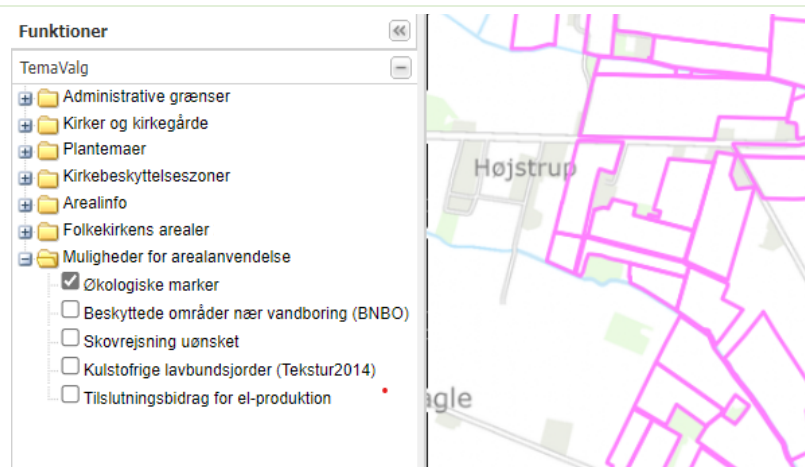 Funktioner
TemaValg
Administrative grænser
Kirker og kirkegårde
Plantemaer
Kirkebeskyttelseszoner
Arealinfo
Folkekirkens arealer
Muligheder for arealanvendelse
Økologiske marker
Beskyttede områder nær vandboring (BNBO)
Skovrejsning uønsket
Kulstofrige lavbundsjorder (Tekstur2014)
Tilslutningsbidrag for el-produktion
Højstrup
agle